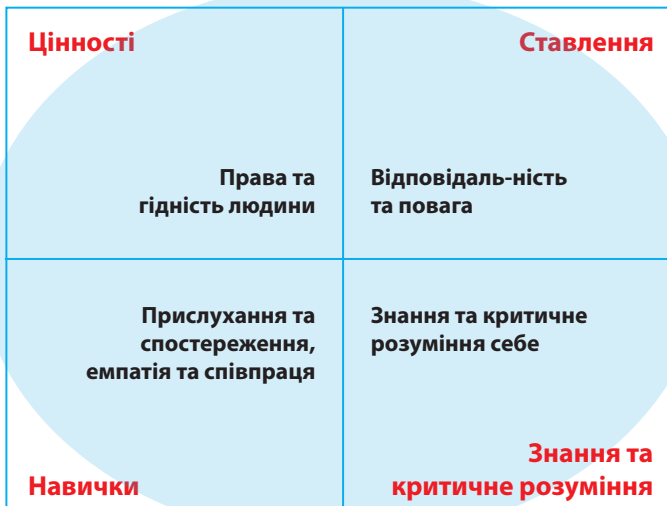 Цінності
Ставлення
Права та
гідність людини
Відповідаль-ність
та повага
Прислухання та
спостереження,
емпатія та співпраця
Знання та критичне
розуміння себе
Навички
Знання та
критичне розуміння